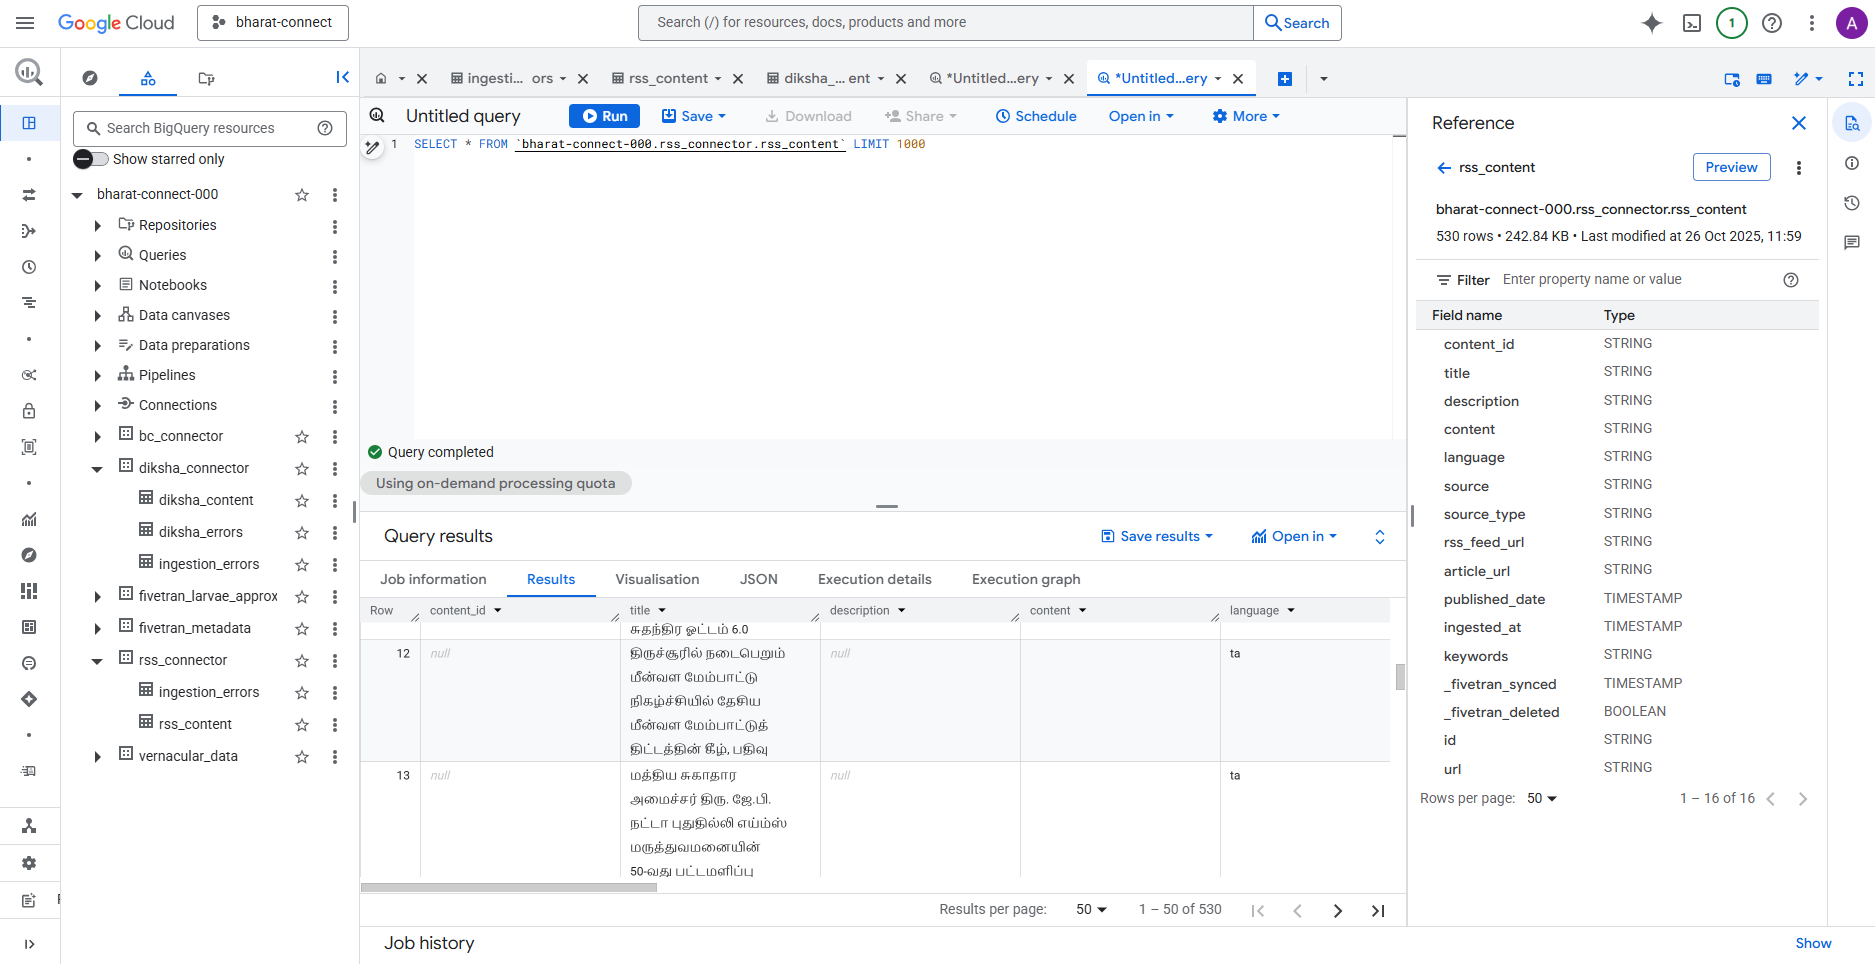 Google Cloud
bharat-connect
Search (/) for resources, docs, products and more
Search
1
A
ingesti... ors
rss_content
diksha_... ent
*Untitled...ery
*Untitled...ery
Search BigQuery resources
Show starred only
bharat-connect-000
Repositories
Queries
Notebooks
Data canvases
Data preparations
Pipelines
Connections
bc_connector
diksha_connector
diksha_content
diksha_errors
ingestion_errors
fivetran_larvae_approx
fivetran_metadata
rss_connector
ingestion_errors
rss_content
vernacular_data
Untitled query
Run
Save
Download
Share
Schedule
Open in
More
1 SELECT * FROM `bharat-connect-000.rss_connector.rss_content` LIMIT 1000
Query completed
Using on-demand processing quota
Query results
Save results
Open in
Job information
Results
Visualisation
JSON
Execution details
Execution graph
Row
content_id
title
description
content
language
சுதந்திர ஓட்டம் 6.0
12
null
திருச்சூரில் நடைபெறும்
மீன்வள மேம்பாட்டு
நிகழ்ச்சியில் தேசிய
மீன்வள மேம்பாட்டுத்
திட்டத்தின் கீழ், பதிவு
null
ta
13
null
மத்திய சுகாதார
அமைச்சர் திரு. ஜே.பி.
நட்டா புதுதில்லி எய்ம்ஸ்
மருத்துவமனையின்
50-வது பட்டமளிப்பு
null
ta
Results per page:
50
1 – 50 of 530
Job history
Show
Reference
rss_content
Preview
bharat-connect-000.rss_connector.rss_content
530 rows • 242.84 KB • Last modified at 26 Oct 2025, 11:59
Filter
Enter property name or value
Field name Type
content_id STRING
title STRING
description STRING
content STRING
language STRING
source STRING
source_type STRING
rss_feed_url STRING
article_url STRING
published_date TIMESTAMP
ingested_at TIMESTAMP
keywords STRING
_fivetran_synced TIMESTAMP
_fivetran_deleted BOOLEAN
id STRING
url STRING
Rows per page:
50
1 – 16 of 16